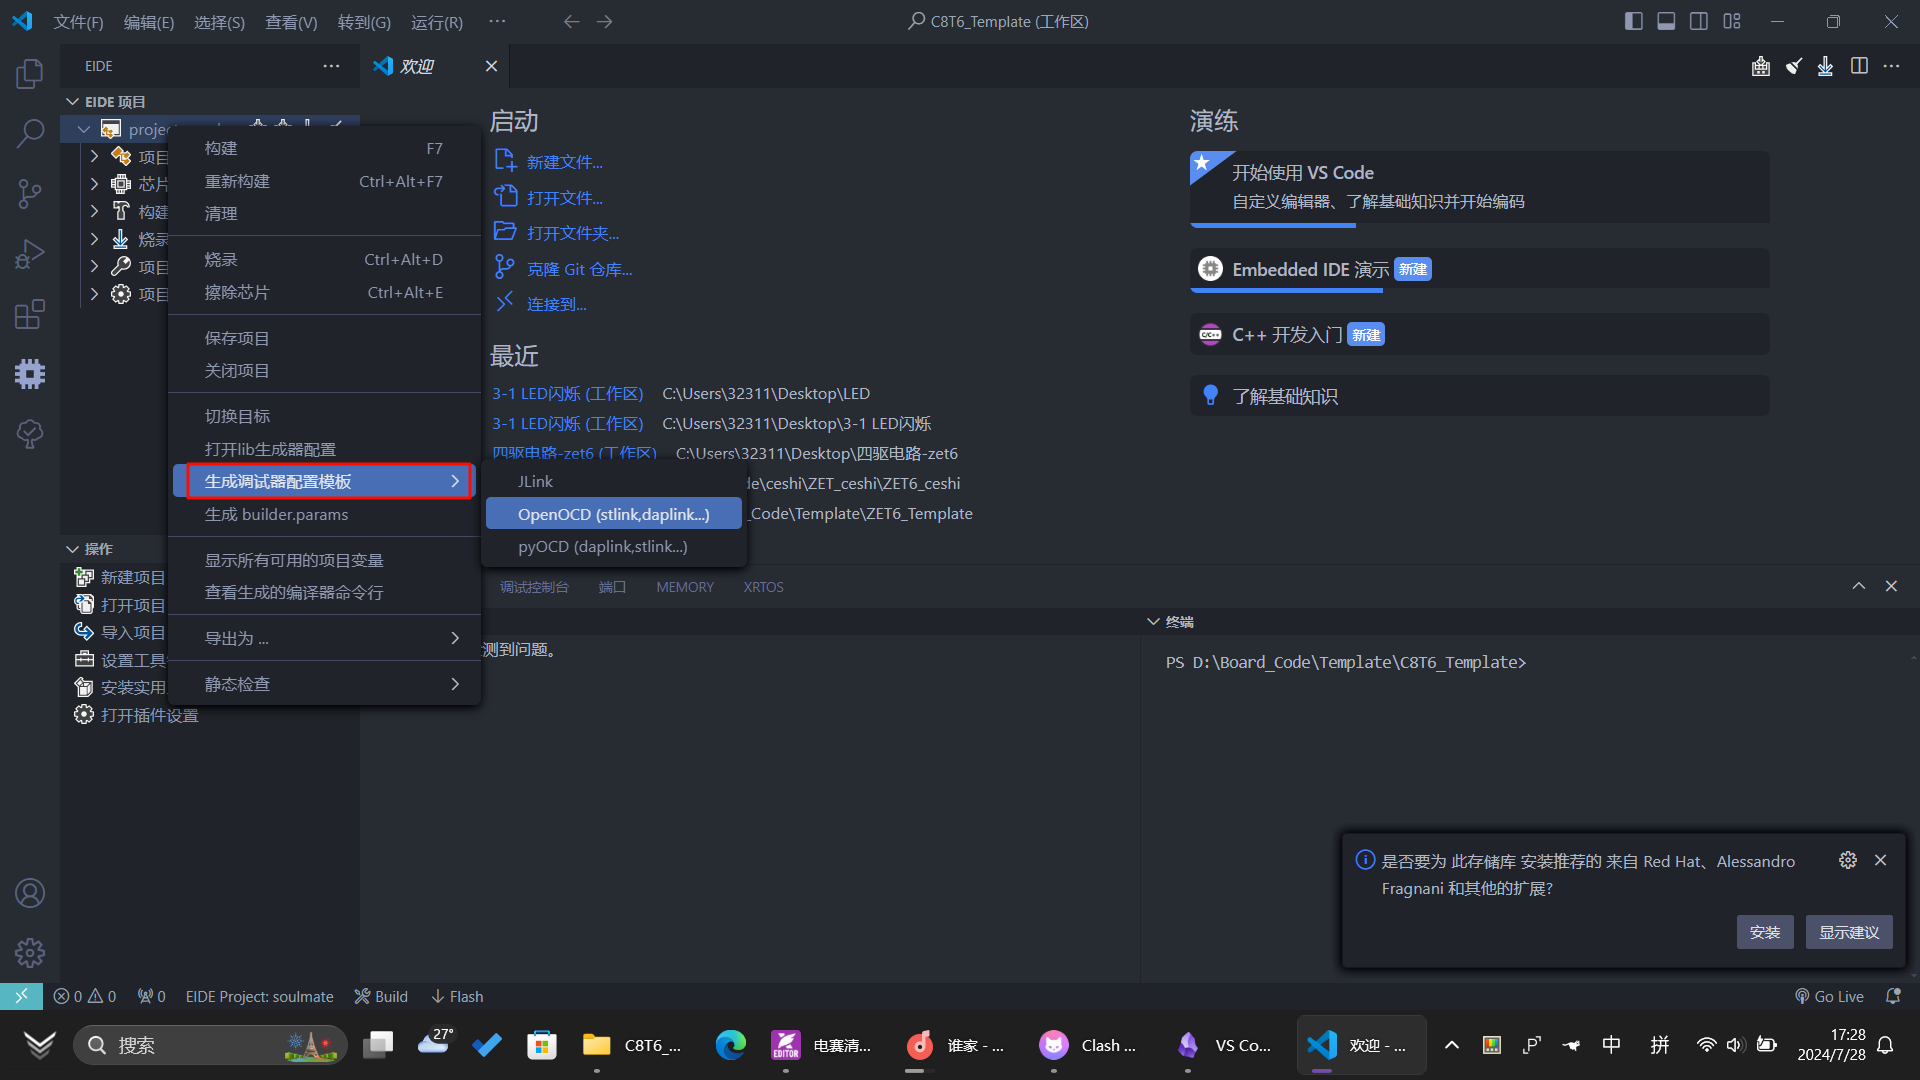 文件(F) 编辑(E) 选择(S) 查看(V) 转到(G) 运行(R) ··· C8T6_Template (工作区)
EIDE ··· 欢迎
EIDE 项目
projec
项目
芯片
构建
烧录
项目
项目
构建 F7
重新构建 Ctrl+Alt+F7
清理
烧录 Ctrl+Alt+D
擦除芯片 Ctrl+Alt+E
保存项目
关闭项目
切换目标
打开lib生成器配置
生成调试器配置模板
生成 builder.params
显示所有可用的项目变量
查看生成的编译器命令行
导出为 ...
静态检查
JLink
OpenOCD (stlink,daplink...)
pyOCD (daplink,stlink...)
启动
新建文件...
打开文件...
打开文件夹...
克隆 Git 仓库...
连接到...
最近
3-1 LED闪烁 (工作区) C:\Users\32311\Desktop\LED
3-1 LED闪烁 (工作区) C:\Users\32311\Desktop\3-1 LED闪烁
四驱电路-zet6 (工作区) C:\Users\32311\Desktop\四驱电路-zet6
de\ceshi\ZET_ceshi\ZET6_ceshi
_Code\Template\ZET6_Template
演练
开始使用 VS Code
自定义编辑器、了解基础知识并开始编码
Embedded IDE 演示 新建
C/C++ C++ 开发入门 新建
了解基础知识
操作
新建项目
打开项目
导入项目
设置工具
安装实用
打开插件设置
调试控制台 端口 MEMORY XRTOS
测到问题。
终端
PS D:\Board_Code\Template\C8T6_Template>
是否要为 此存储库 安装推荐的 来自 Red Hat、Alessandro
Fragnani 和其他的扩展?
安装 显示建议
0 0 0 EIDE Project: soulmate Build Flash Go Live
搜索 27° C8T6_... EDITOR 电赛清... 谁家 - ... Clash ... VS Co... 欢迎 - ... 中 拼 17:28
2024/7/28